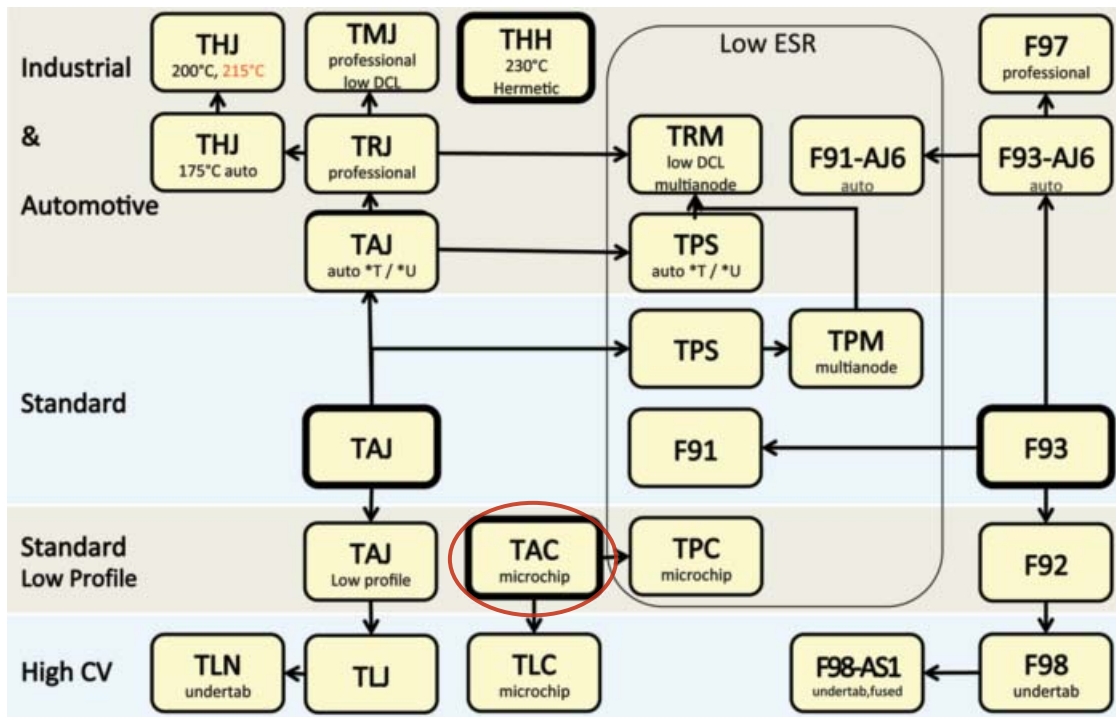 Industrial
&
Automotive
THJ
200°C, 215°C
TMJ
professional
low DCL
THH
230°C
Hermetic
Low ESR
F97
professional
THJ
175°C auto
TRJ
professional
TRM
low DCL
multianode
F91-AJ6
auto
F93-AJ6
auto
TAJ
auto *T / *U
TPS
auto *T / *U
Standard
TPS
TPM
multianode
TAJ
F91
F93
Standard
Low Profile
TAJ
Low profile
TAC
microchip
TPC
microchip
F92
High CV
TLN
undertab
TLJ
TLC
microchip
F98-AS1
undertab,fused
F98
undertab